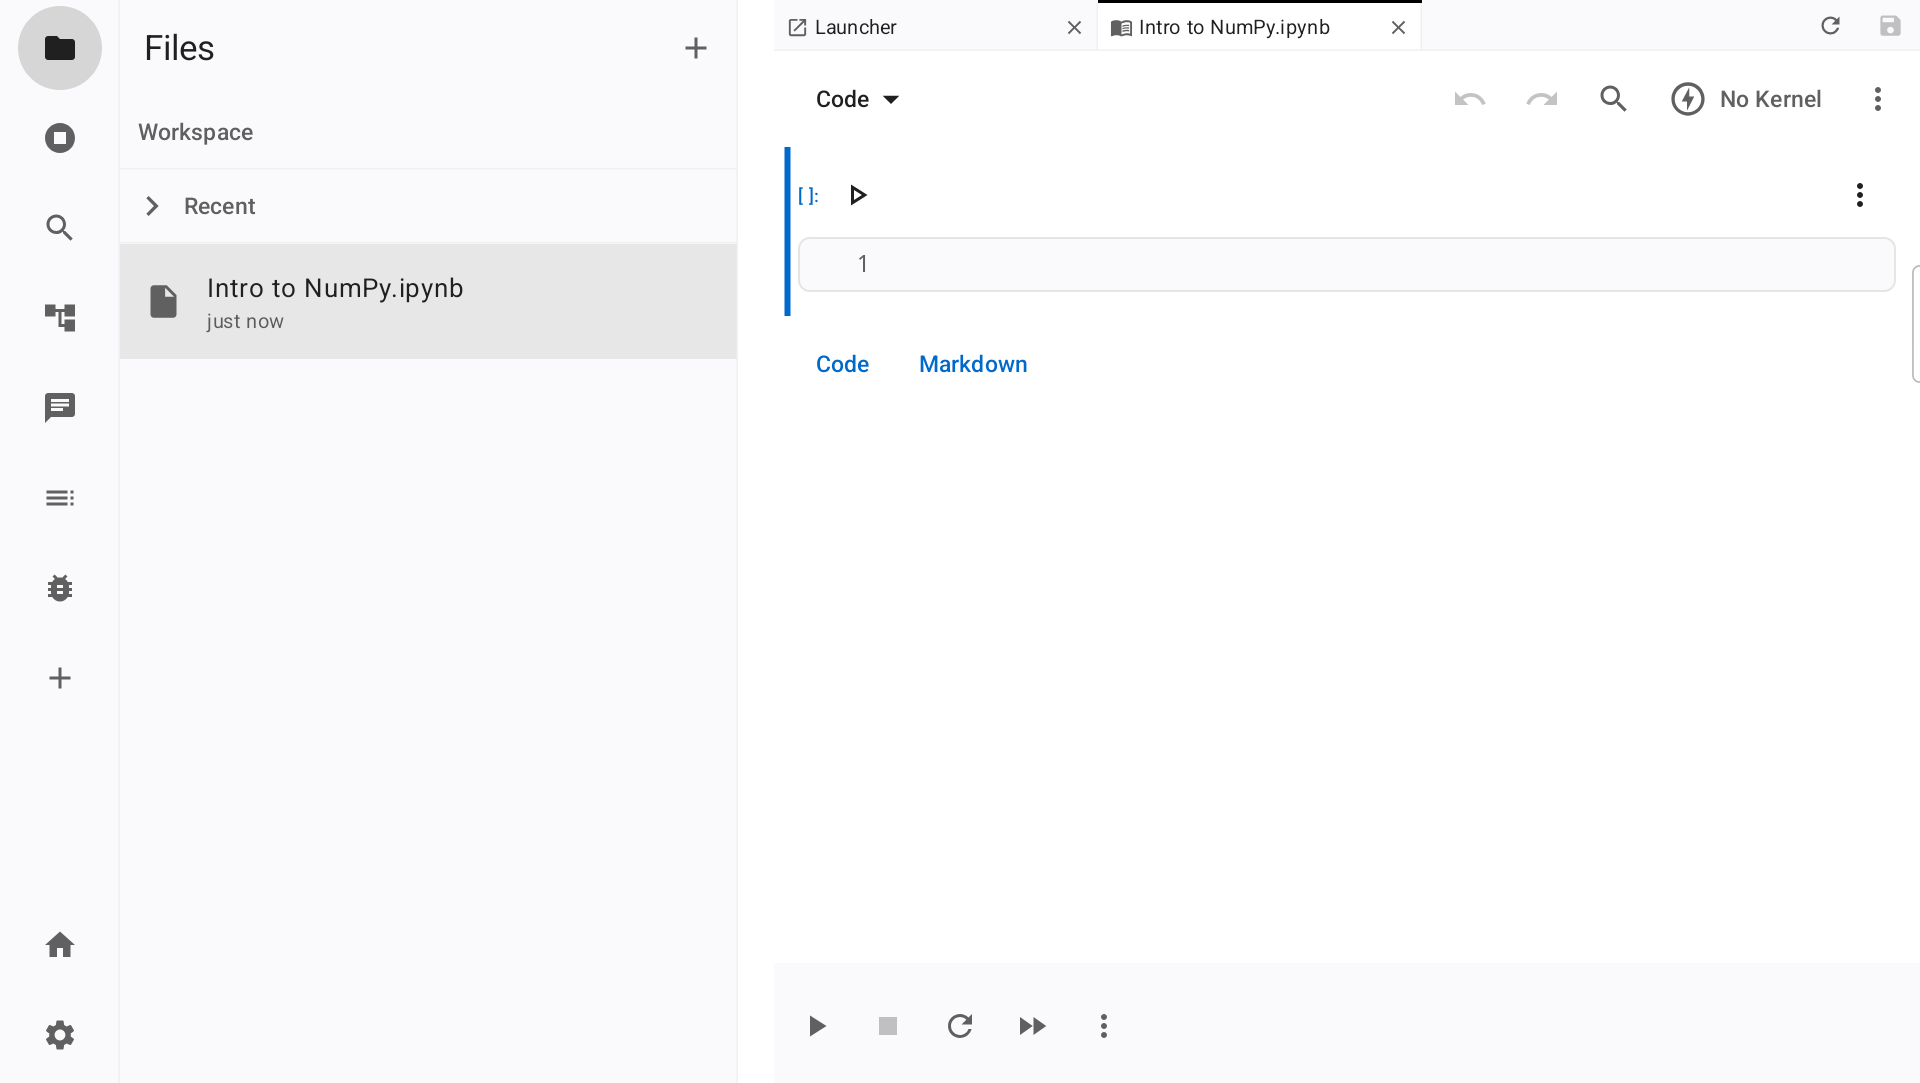 Files
Workspace
Recent
Intro to NumPy.ipynb
just now
Launcher
Intro to NumPy.ipynb
Code
No Kernel
[ ]:
1
Code
Markdown